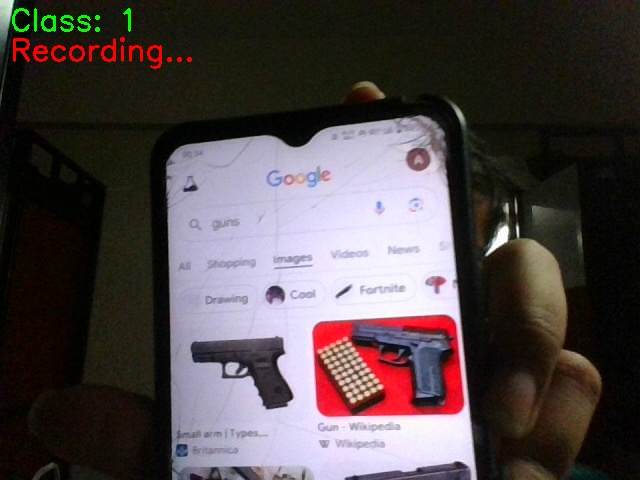 Class: 1
Recording...
Google
A
guns
All Shopping Images Videos News
Drawing Cool Fortnite
Small arm | Types...
Britannica
Gun - Wikipedia
W Wikipedia